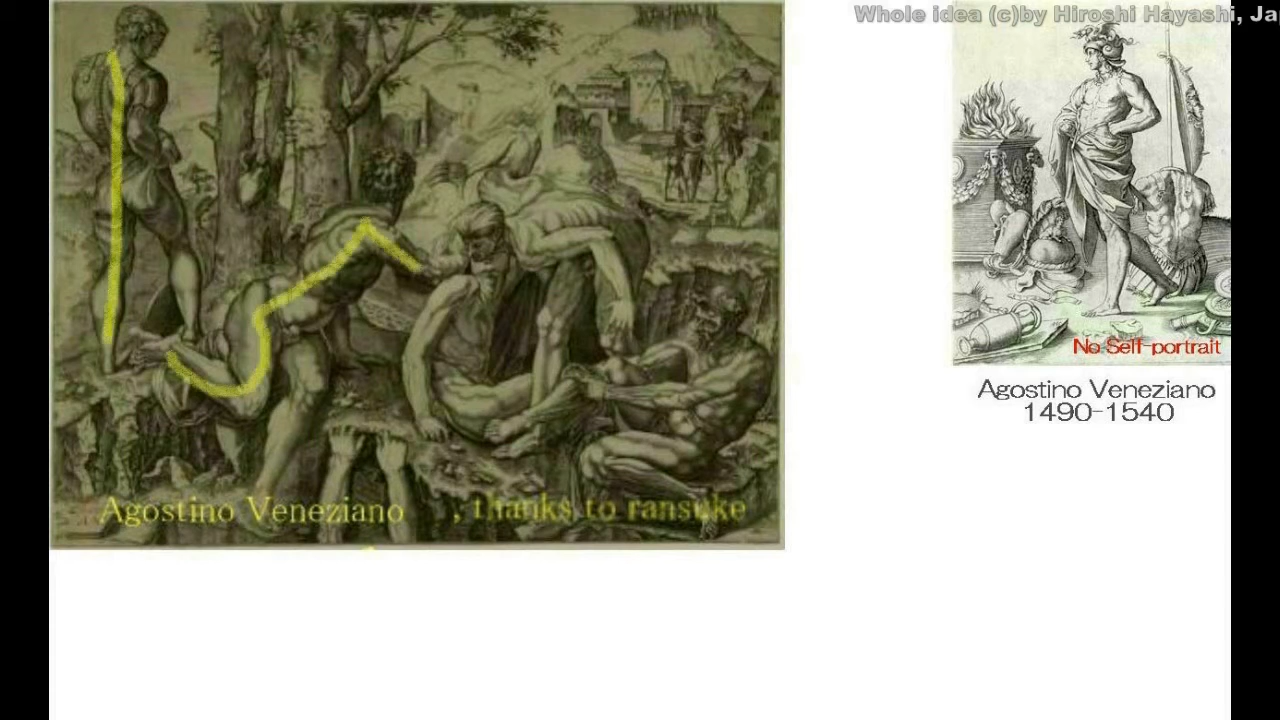 Whole idea (c)by Hiroshi Hayashi, Ja
No Self-portrait
Agostino Veneziano
1490-1540
Agostino Veneziano , thanks to ransuke